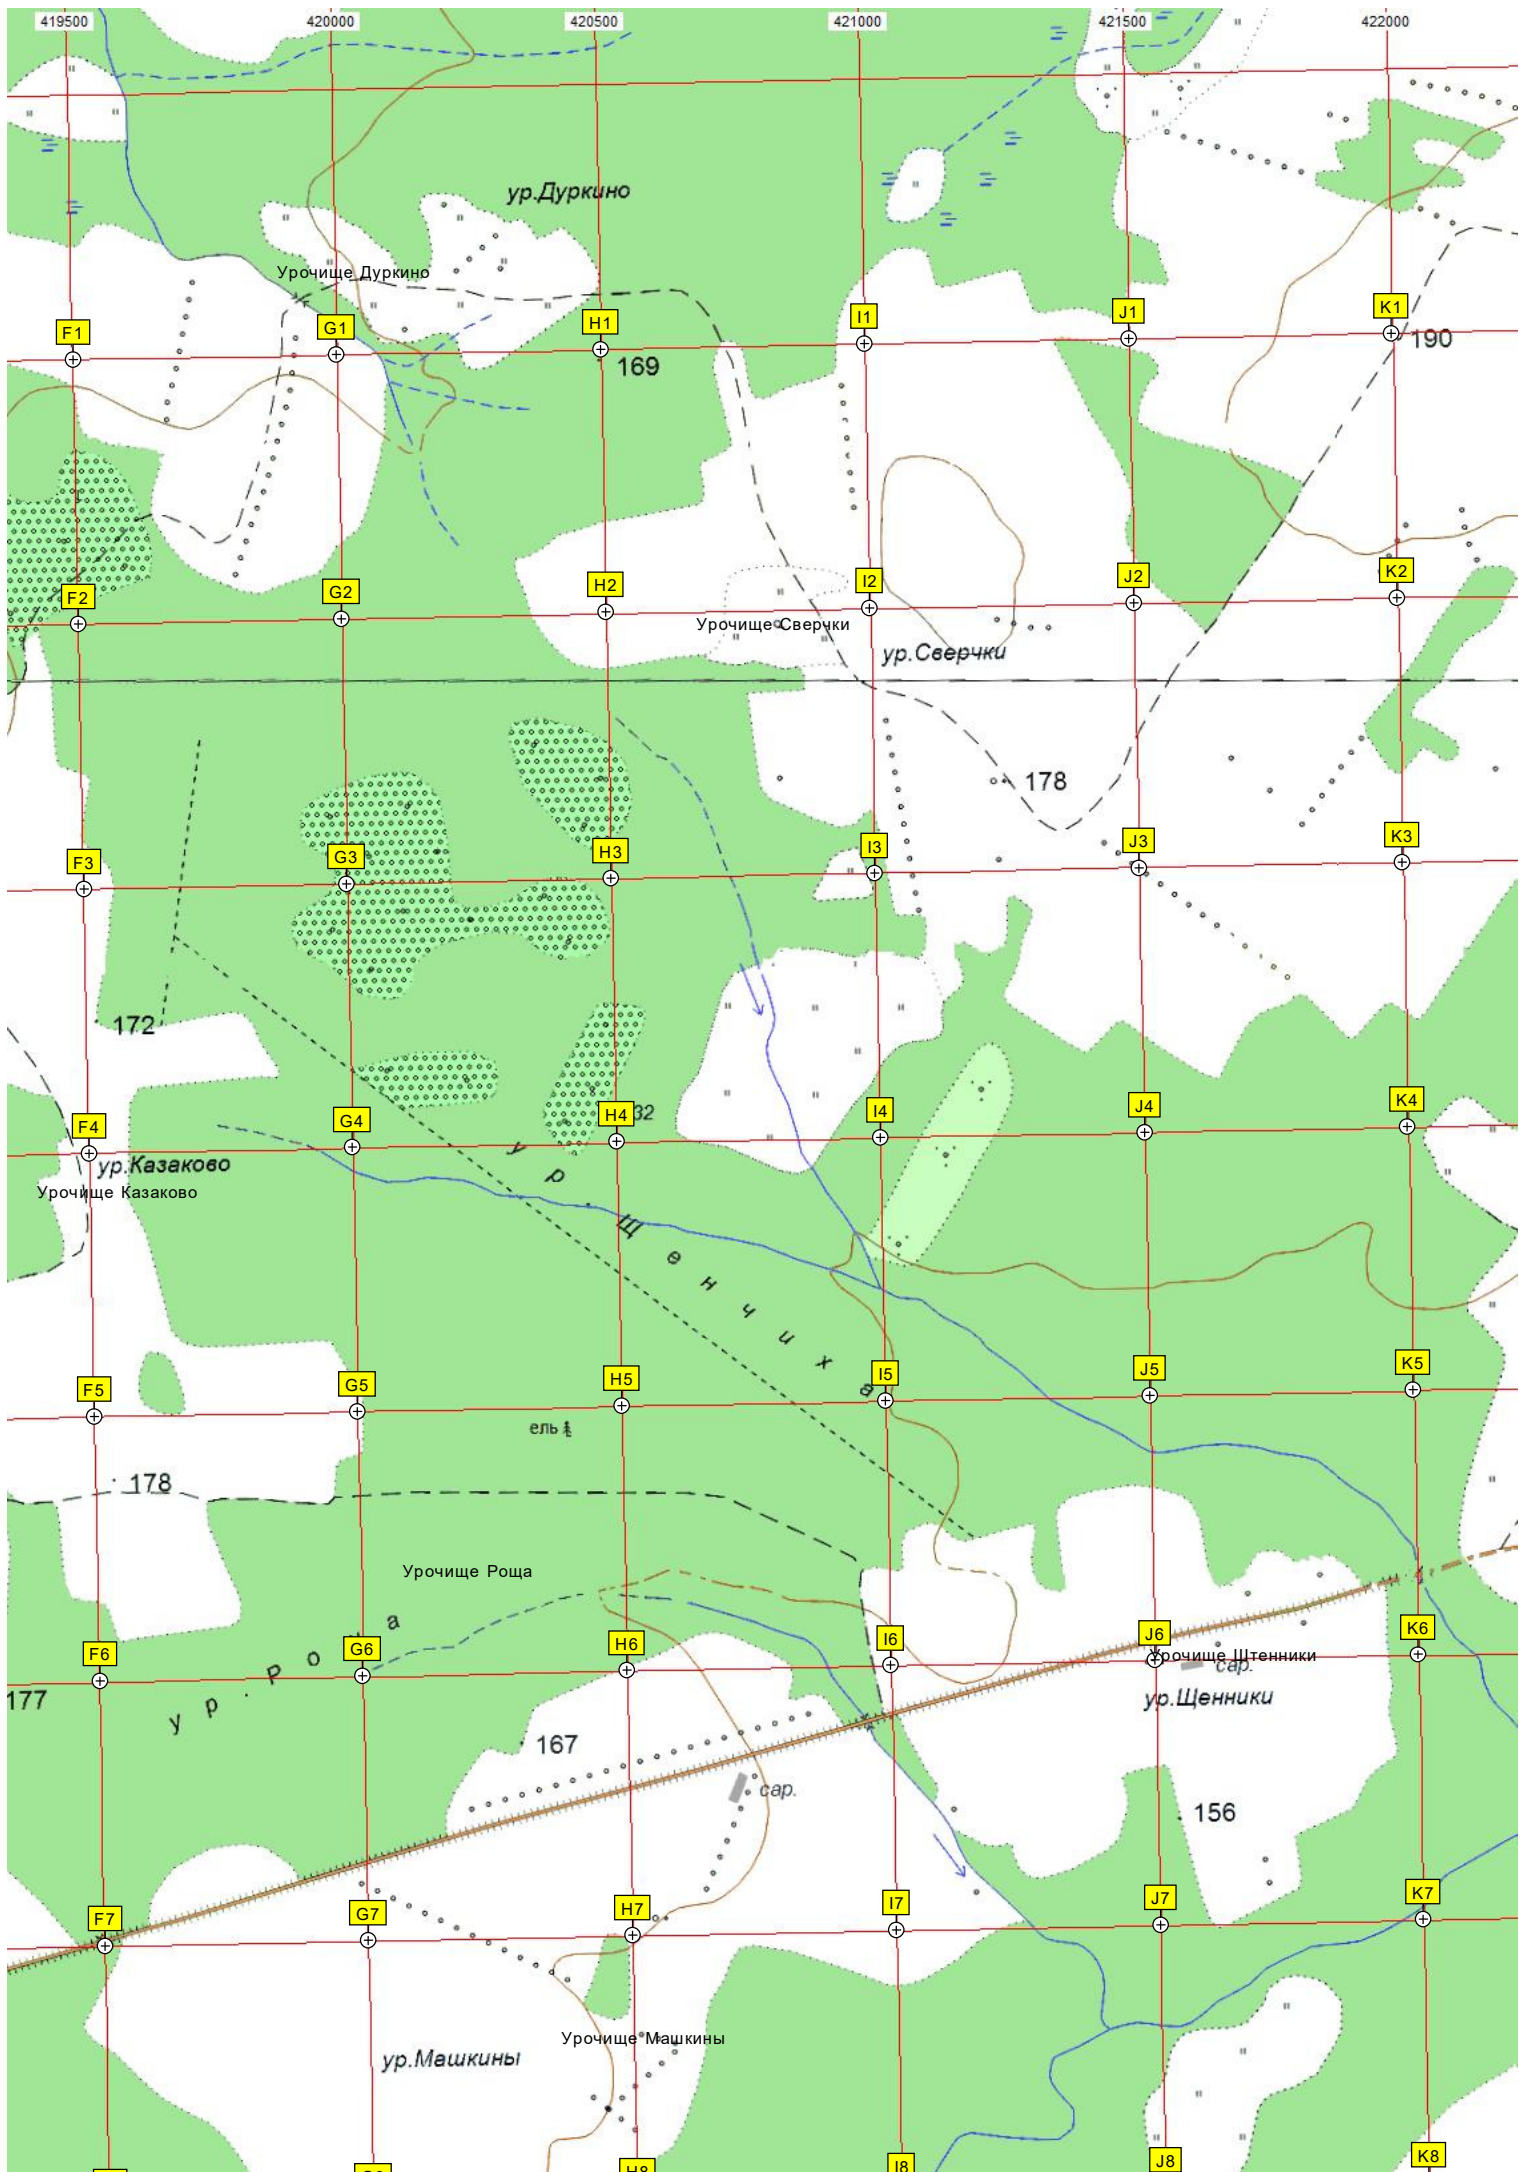 419500 420000 420500 421000 421500 422000
ур.Дуркино
Урочище Дуркино
F1 G1 H1 I1 J1 K1
169
190
F2 G2 H2 I2 J2 K2
Урочище Сверчки
ур.Сверчки
178
F3 G3 H3 I3 J3 K3
172
F4 G4 H4 I4 J4 K4
32
ур.Казаково
Урочище Казаково
ур. Щенчиха
F5 G5 H5 I5 J5 K5
ель
178
Урочище Роща
F6 G6 H6 I6 J6 K6
Урочище Штенники
сар.
177
ур.Щенники
167
сар.
156
F7 G7 H7 I7 J7 K7
Урочище Машкины
ур.Машкины
H8 I8 J8 K8